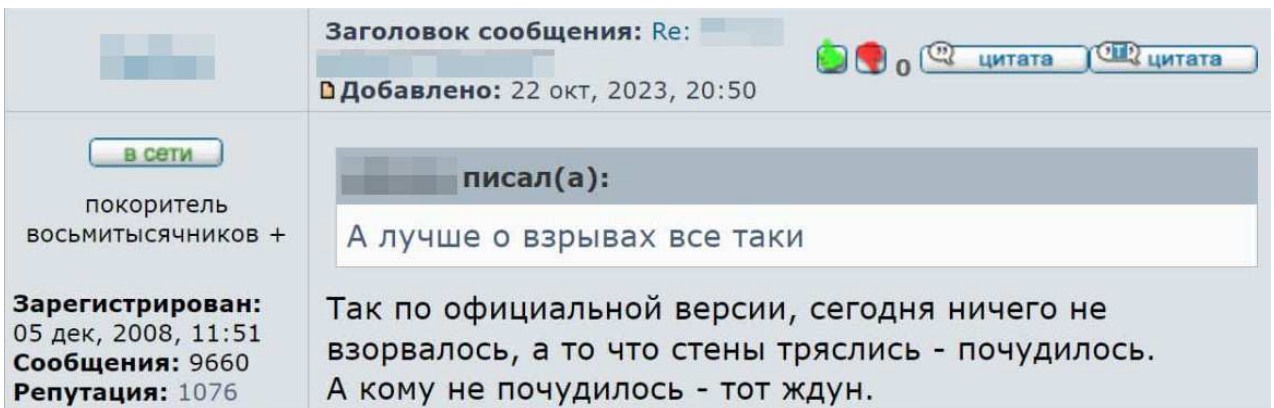 Заголовок сообщения: Re:
Добавлено: 22 окт, 2023, 20:50
0
цитата
цитата
в сети
покоритель
восьмитысячников +
Зарегистрирован:
05 дек, 2008, 11:51
Сообщения: 9660
Репутация: 1076
писал(а):
А лучше о взрывах все таки
Так по официальной версии, сегодня ничего не
взорвалось, а то что стены тряслись - почудилось.
А кому не почудилось - тот ждун.